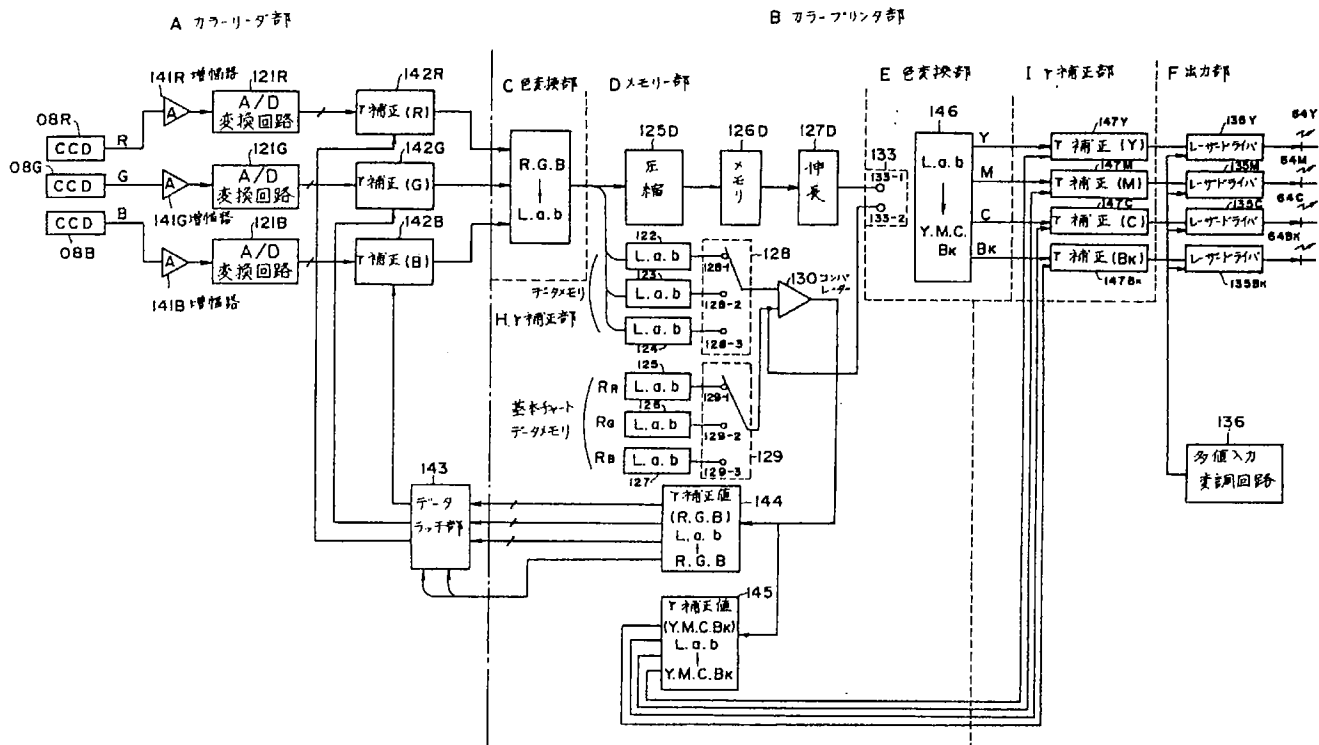 A カラーリーダ部
B カラープリンタ部
141R 増幅路
121R
142R
C 色変換部
D メモリー部
E 色変換部
I γ補正部
F 出力部
08R
CCD
R
A
A/D
変換回路
γ補正(R)
08G
CCD
G
A
141G 増幅路
121G
A/D
変換回路
142G
γ補正(G)
CCD
08B
B
A
141B 増幅路
121B
A/D
変換回路
142B
γ補正(B)
R.G.B
L.a.b
125D
圧縮
126D
メモリ
127D
伸長
133
133-1
133-2
146
L.a.b
Y.M.C.
Bk
Y
M
C
Bk
147Y
γ補正(Y)
147M
γ補正(M)
147C
γ補正(C)
γ補正(Bk)
147Bk
136Y
レーザードライバ
135M
レーザドライバ
135C
レーザドライバ
レーザドライバ
135Bk
64Y
64M
64C
64Bk
122
L.a.b
123
L.a.b
L.a.b
124
データメモリ
H.γ補正部
128
128-1
128-2
128-3
130 コンパレーター
125
RR
L.a.b
126
RG
L.a.b
RB
L.a.b
127
基本チャート
データメモリ
129-1
129-2
129-3
129
136
多値入力
変調回路
143
データ
ラッチ部
144
γ補正値
(R.G.B)
L.a.b
R.G.B
145
γ補正値
(Y.M.C.Bk)
L.a.b
Y.M.C.Bk